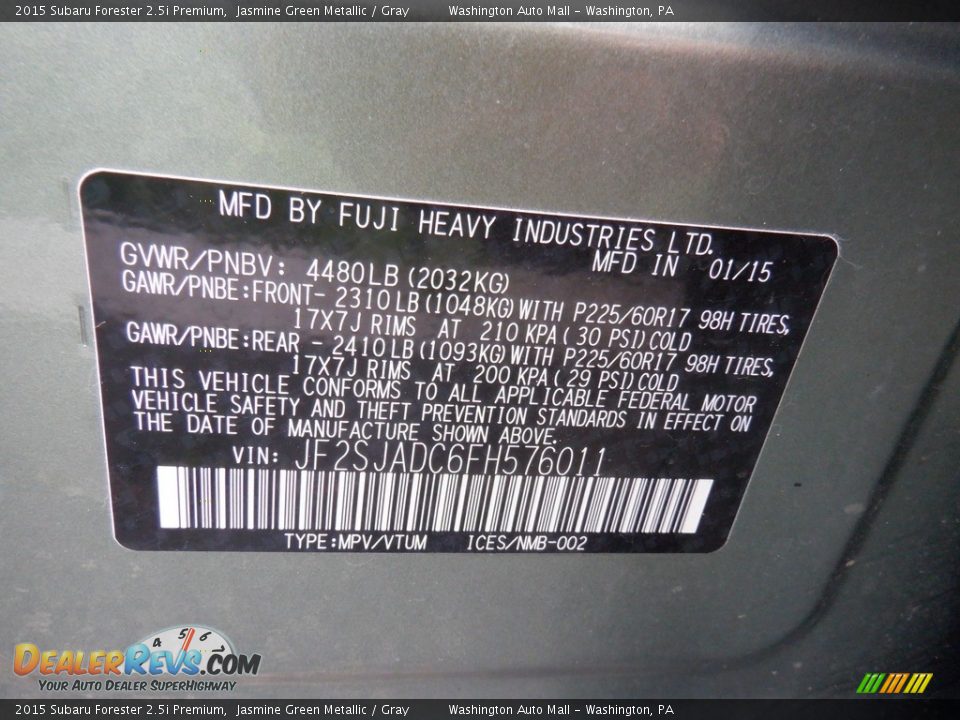 2015 Subaru Forester 2.5i Premium,  Jasmine Green Metallic / Gray    Washington Auto Mall - Washington, PA
MFD BY FUJI HEAVY INDUSTRIES LTD.
MFD IN 01/15
GVWR/PNBV: 4480LB (2032KG)
GAWR/PNBE:FRONT- 2310LB (1048KG) WITH P225/60R17 98H TIRES,
17X7J RIMS AT 210 KPA (30 PSI) COLD
GAWR/PNBE:REAR - 2410LB (1093KG) WITH P225/60R17 98H TIRES,
17X7J RIMS AT 200 KPA (29 PSI) COLD
THIS VEHICLE CONFORMS TO ALL APPLICABLE FEDERAL MOTOR
VEHICLE SAFETY AND THEFT PREVENTION STANDARDS IN EFFECT ON
THE DATE OF MANUFACTURE SHOWN ABOVE.
VIN: JF2SJADC6FH576011
TYPE:MPV/VTUM ICES/NMB-002
4 5 6 7
DEALERREVS.COM
YOUR AUTO DEALER SUPERHIGHWAY
2015 Subaru Forester 2.5i Premium,  Jasmine Green Metallic / Gray    Washington Auto Mall - Washington, PA